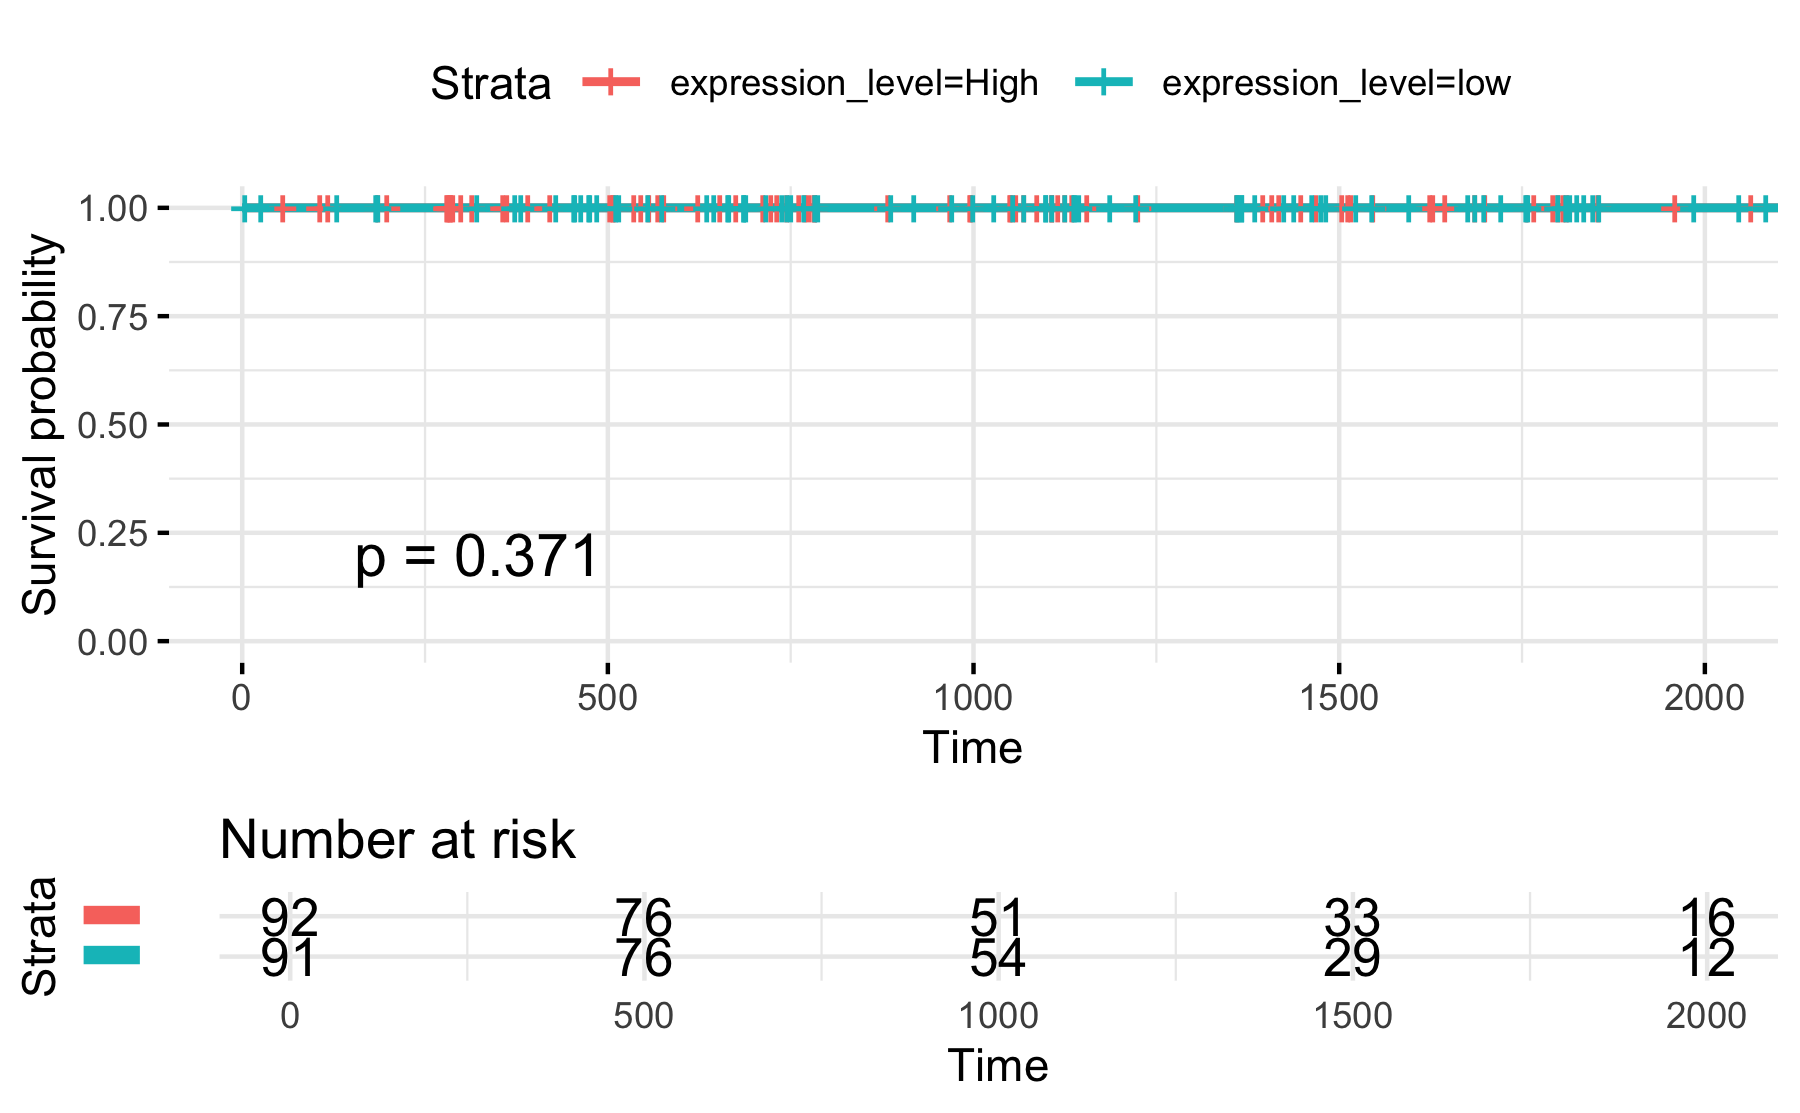 Strata expression_level=High expression_level=low
Survival probability
1.00
0.75
0.50
0.25
0.00
p = 0.371
0 500 1000 1500 2000
Time
Number at risk
Strata
92 76 51 33 16
91 76 54 29 12
0 500 1000 1500 2000
Time